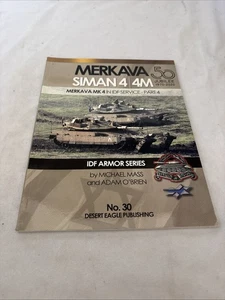 MERKAVA
SIMAN 4/4M
50
MERKAVA MK 4 IN IDF SERVICE - PART 4
IDF ARMOR SERIES
by MICHAEL MASS
and ADAM O'BRIEN
No. 30
DESERT EAGLE PUBLISHING